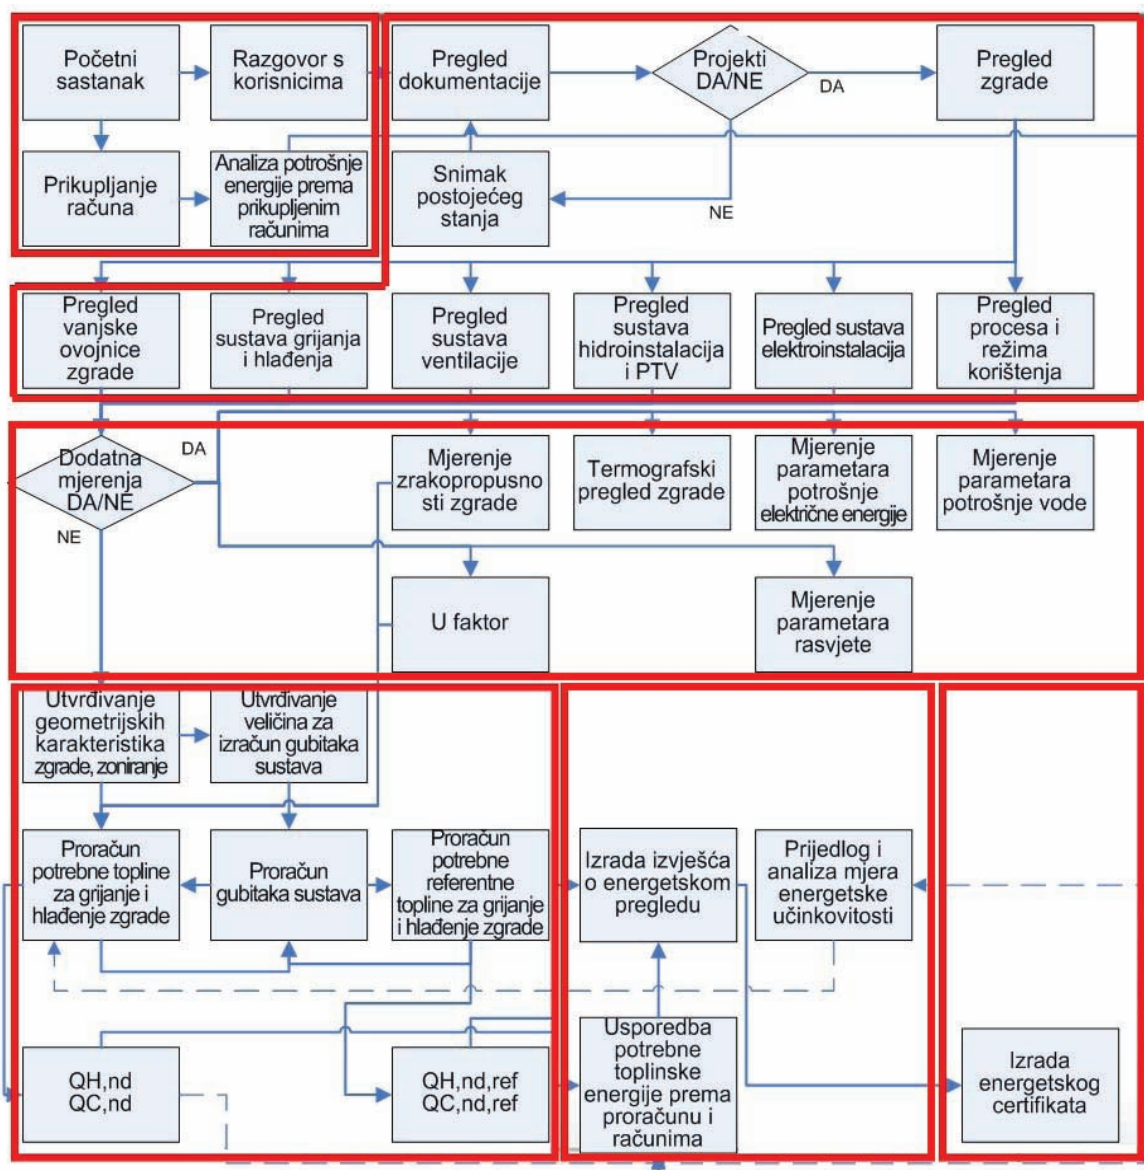 Početni
sastanak
Razgovor s
korisnicima
Pregled
dokumentacije
Projekti
DA/NE
DA
Pregled
zgrade
Prikupljanje
računa
Analiza potrošnje
energije prema
prikupljenim
računima
Snimak
postojećeg
stanja
NE
Pregled
vanjske
ovojnice
zgrade
Pregled
sustava grijanja
i hlađenja
Pregled
sustava
ventilacije
Pregled
sustava
hidroinstalacija
i PTV
Pregled sustava
elektroinstalacija
Pregled
procesa i
režima
korištenja
Dodatna
mjerenja
DA/NE
DA
NE
Mjerenje
zrakopropusno
sti zgrade
Termografski
pregled zgrade
Mjerenje
parametara
potrošnje
električne energije
Mjerenje
parametara
potrošnje vode
U faktor
Mjerenje
parametara
rasvjete
Utvrđivanje
geometrijskih
karakteristika
zgrade, zoniranje
Utvrđivanje
veličina za
izračun gubitaka
sustava
Proračun
potrebne topline
za grijanje i
hlađenje zgrade
Proračun
gubitaka sustava
Proračun
potrebne
referentne
topline za grijanje
i hlađenje zgrade
Izrada izvješća
o energetskom
pregledu
Prijedlog i
analiza mjera
energetske
učinkovitosti
QH,nd
QC,nd
QH,nd,ref
QC,nd,ref
Usporedba
potrebne
toplinske
energije prema
proračunu i
računima
Izrada
energetskog
certifikata